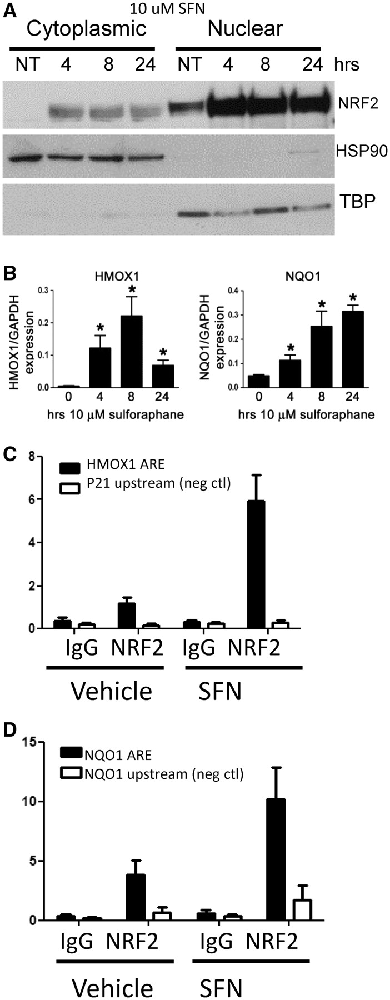 A
10 uM SFN
Cytoplasmic Nuclear
NT 4 8 24 NT 4 8 24 hrs
NRF2
HSP90
TBP
B
HMOX1
HMOX1/GAPDH
expression
0.3
0.2
0.1
0.0
0 4 8 24
hrs 10 μM sulforaphane
* * *
NQO1
NQO1/GAPDH
expression
0.4
0.3
0.2
0.1
0.0
0 4 8 24
hrs 10 μM sulforaphane
* * *
C
HMOX1 ARE
P21 upstream (neg ctl)
8
6
4
2
0
IgG NRF2 IgG NRF2
Vehicle SFN
D
NQO1 ARE
NQO1 upstream (neg ctl)
15
10
5
0
IgG NRF2 IgG NRF2
Vehicle SFN